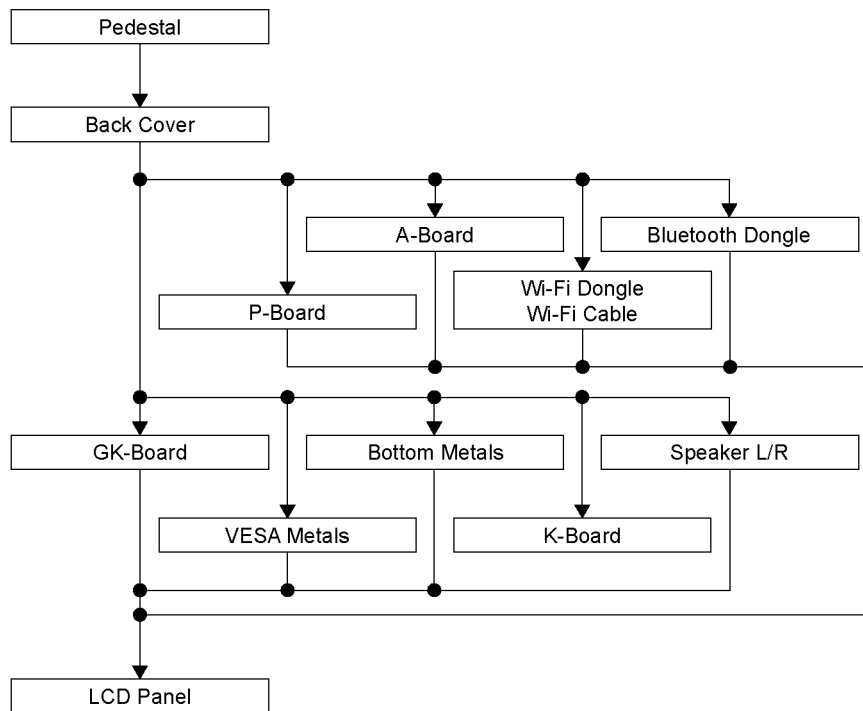 Pedestal
Back Cover
A-Board
Bluetooth Dongle
Wi-Fi Dongle
Wi-Fi Cable
P-Board
GK-Board
Bottom Metals
Speaker L/R
VESA Metals
K-Board
LCD Panel